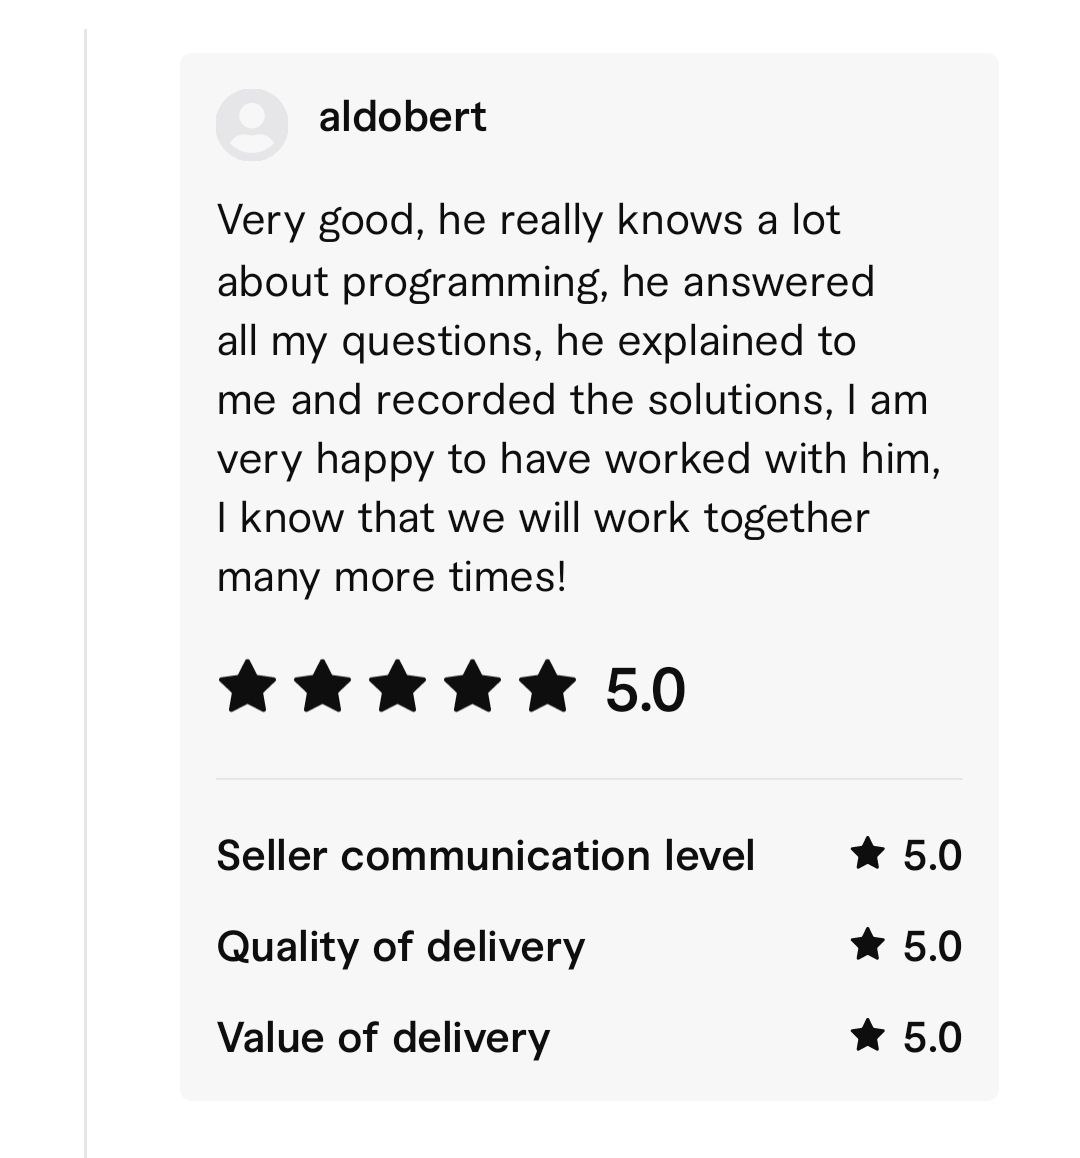 aldobert
Very good, he really knows a lot
about programming, he answered
all my questions, he explained to
me and recorded the solutions, I am
very happy to have worked with him,
I know that we will work together
many more times!
5.0
Seller communication level 5.0
Quality of delivery 5.0
Value of delivery 5.0